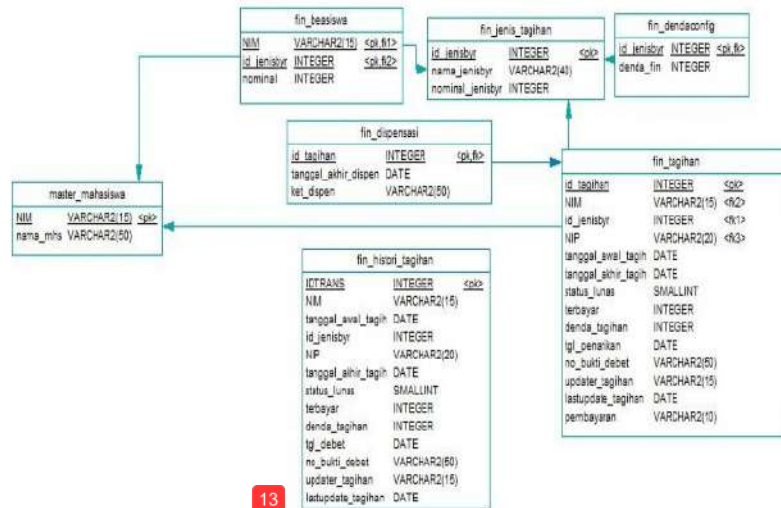 fin_beasiswa
NIM VARCHAR2(15) <pk,fk1>
id_jenisbyr INTEGER <pk,fk2>
nominal INTEGER
fin_jenis_tagihan
id_jenisbyr INTEGER <pk>
nama_jenisbyr VARCHAR2(40)
nominal_jenisbyr INTEGER
fin_dendaconfig
id_jenisbyr INTEGER <pk,fk>
denda_fin INTEGER
fin_dispensasi
id_tagihan INTEGER <pk,fk>
tanggal_akhir_dispen DATE
ket_dispen VARCHAR2(50)
master_mahasiswa
NIM VARCHAR2(15) <pk>
nama_mhs VARCHAR2(50)
fin_tagihan
id_tagihan INTEGER <pk>
NIM VARCHAR2(15) <fk2>
id_jenisbyr INTEGER <fk1>
NIP VARCHAR2(20) <fk3>
tanggal_awal_tagih DATE
tanggal_akhir_tagih DATE
status_lunas SMALLINT
terbayar INTEGER
denda_tagihan INTEGER
tgl_penarikan DATE
no_bukti_debet VARCHAR2(50)
updater_tagihan VARCHAR2(15)
lastupdate_tagihan DATE
pembayaran VARCHAR2(10)
fin_histori_tagihan
IDTRANS INTEGER <pk>
NIM VARCHAR2(15)
tanggal_awal_tagih DATE
id_jenisbyr INTEGER
NIP VARCHAR2(20)
tanggal_akhir_tagih DATE
status_lunas SMALLINT
terbayar INTEGER
denda_tagihan INTEGER
tgl_debet DATE
no_bukti_debet VARCHAR2(50)
updater_tagihan VARCHAR2(15)
lastupdate_tagihan DATE
13